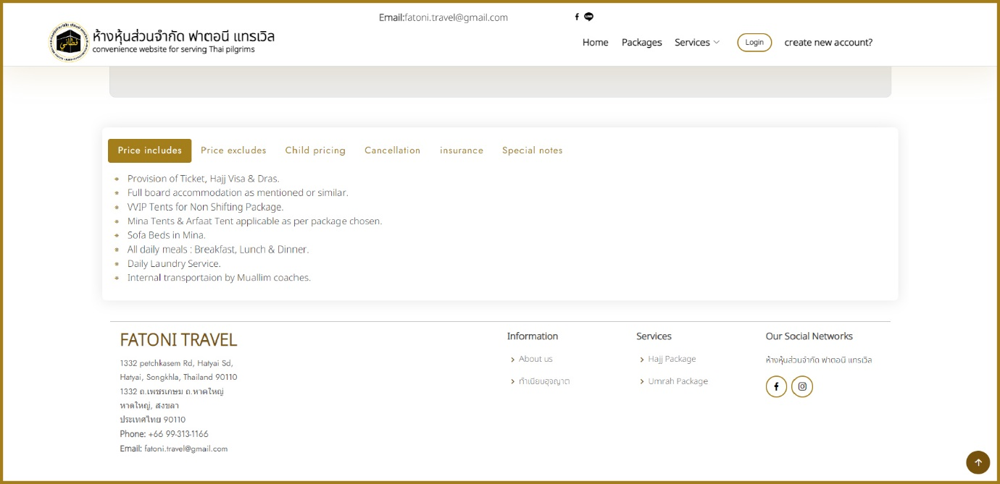 Email:fatoni.travel@gmail.com
ห้างหุ้นส่วนจำกัด ฟาตอนี แทรเวิล
convenience website for serving Thai pilgrims
Home Packages Services Login create new account?
Price includes Price excludes Child pricing Cancellation insurance Special notes
Provision of Ticket, Hajj Visa & Dras.
Full board accommodation as mentioned or similar.
VVIP Tents for Non Shifting Package.
Mina Tents & Arfaat Tent applicable as per package chosen.
Sofa Beds in Mina.
All daily meals : Breakfast, Lunch & Dinner.
Daily Laundry Service.
Internal transportaion by Muallim coaches.
FATONI TRAVEL
1332 petchkasem Rd, Hatyai Sd,
Hatyai, Songkhla, Thailand 90110
1332 ถ.เพชรเกษม ถ.หาดใหญ่
หาดใหญ่, สงขลา
ประเทศไทย 90110
Phone: +66 99-313-1166
Email: fatoni.travel@gmail.com
Information
About us
ทำเนียบอุจญาต
Services
Hajj Package
Umrah Package
Our Social Networks
ห้างหุ้นส่วนจำกัด ฟาตอนี แทรเวิล